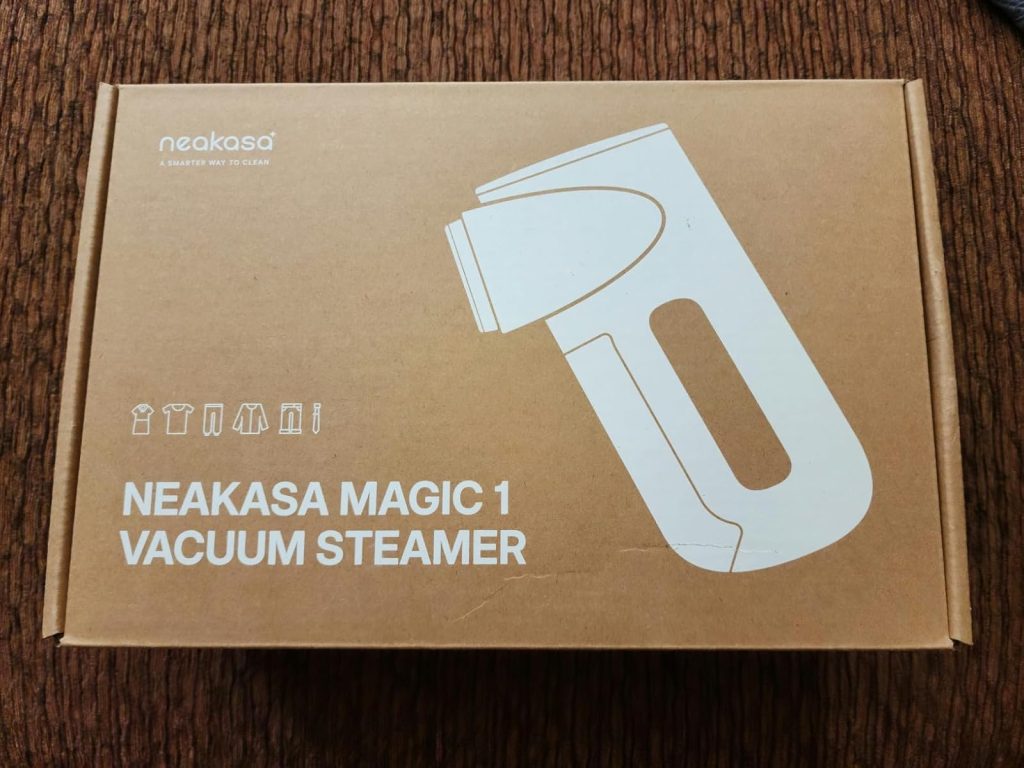 neakasa
A SMARTER WAY TO CLEAN
NEAKASA MAGIC 1
VACUUM STEAMER